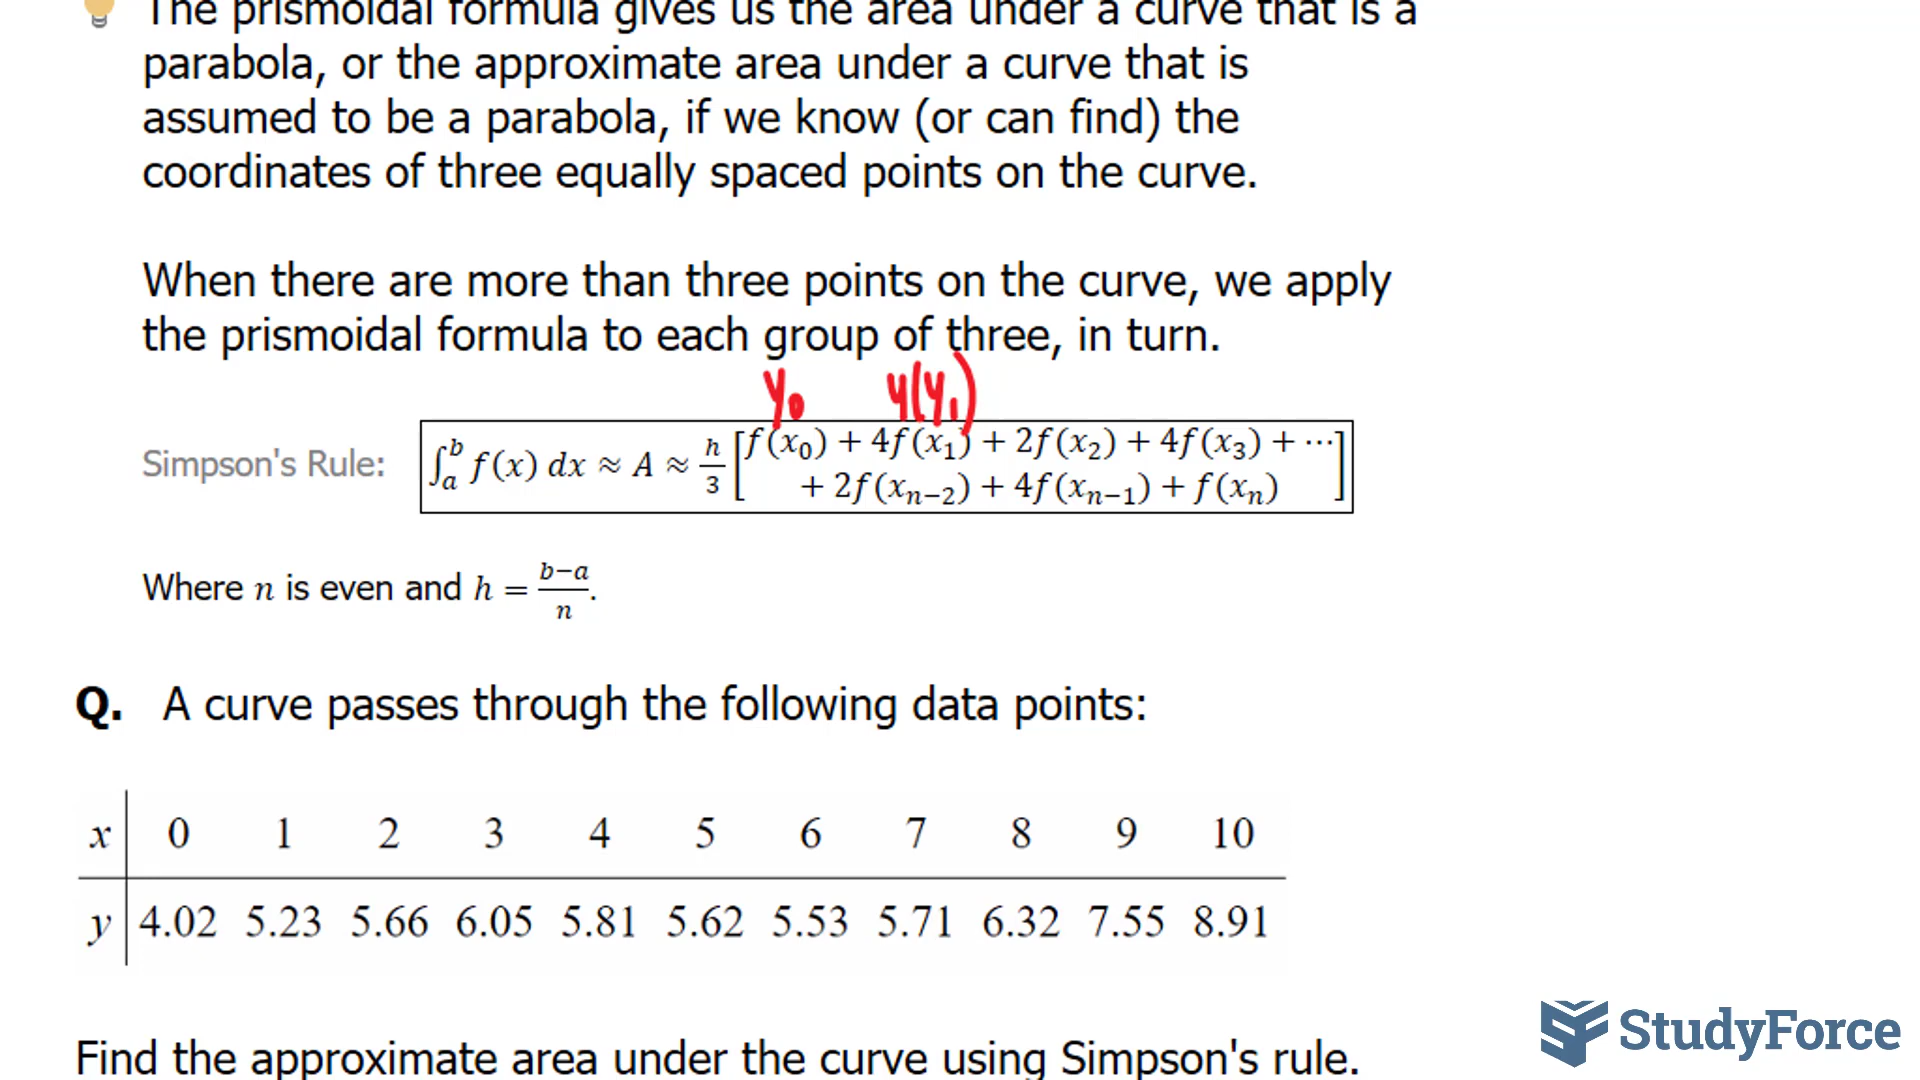 The prismoidal formula gives us the area under a curve that is a
parabola, or the approximate area under a curve that is
assumed to be a parabola, if we know (or can find) the
coordinates of three equally spaced points on the curve.
When there are more than three points on the curve, we apply
the prismoidal formula to each group of three, in turn.
y₀ 4(y₁)
Simpson's Rule: ∫ₐᵇ f(x) dx ≈ A ≈ h/3 [f(x₀) + 4f(x₁) + 2f(x₂) + 4f(x₃) + ⋯
+ 2f(xₙ₋₂) + 4f(xₙ₋₁) + f(xₙ)]
Where n is even and h = b−a/n.
Q. A curve passes through the following data points:
x 0 1 2 3 4 5 6 7 8 9 10
y 4.02 5.23 5.66 6.05 5.81 5.62 5.53 5.71 6.32 7.55 8.91
Find the approximate area under the curve using Simpson's rule.
StudyForce